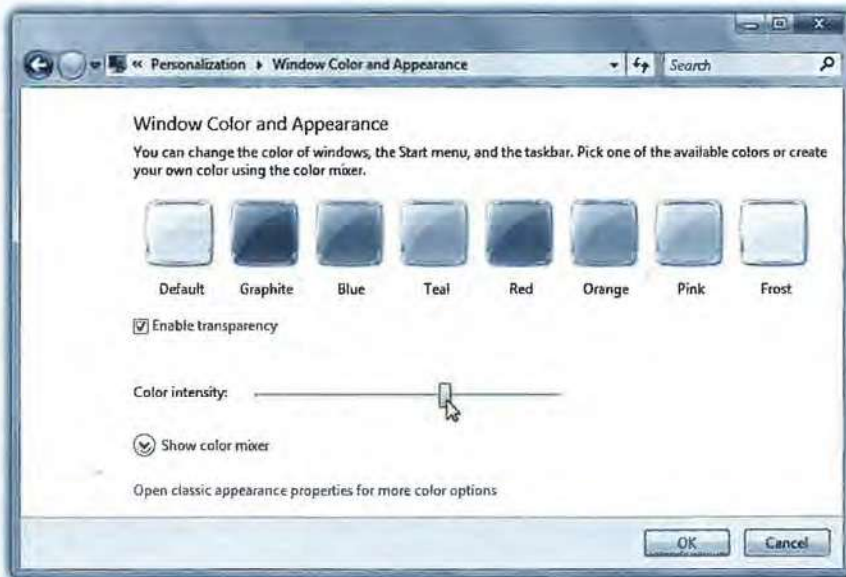 « Personalization ▸ Window Color and Appearance
Search
Window Color and Appearance
You can change the color of windows, the Start menu, and the taskbar. Pick one of the available colors or create
your own color using the color mixer.
Default Graphite Blue Teal Red Orange Pink Frost
Enable transparency
Color intensity:
Show color mixer
Open classic appearance properties for more color options
OK Cancel